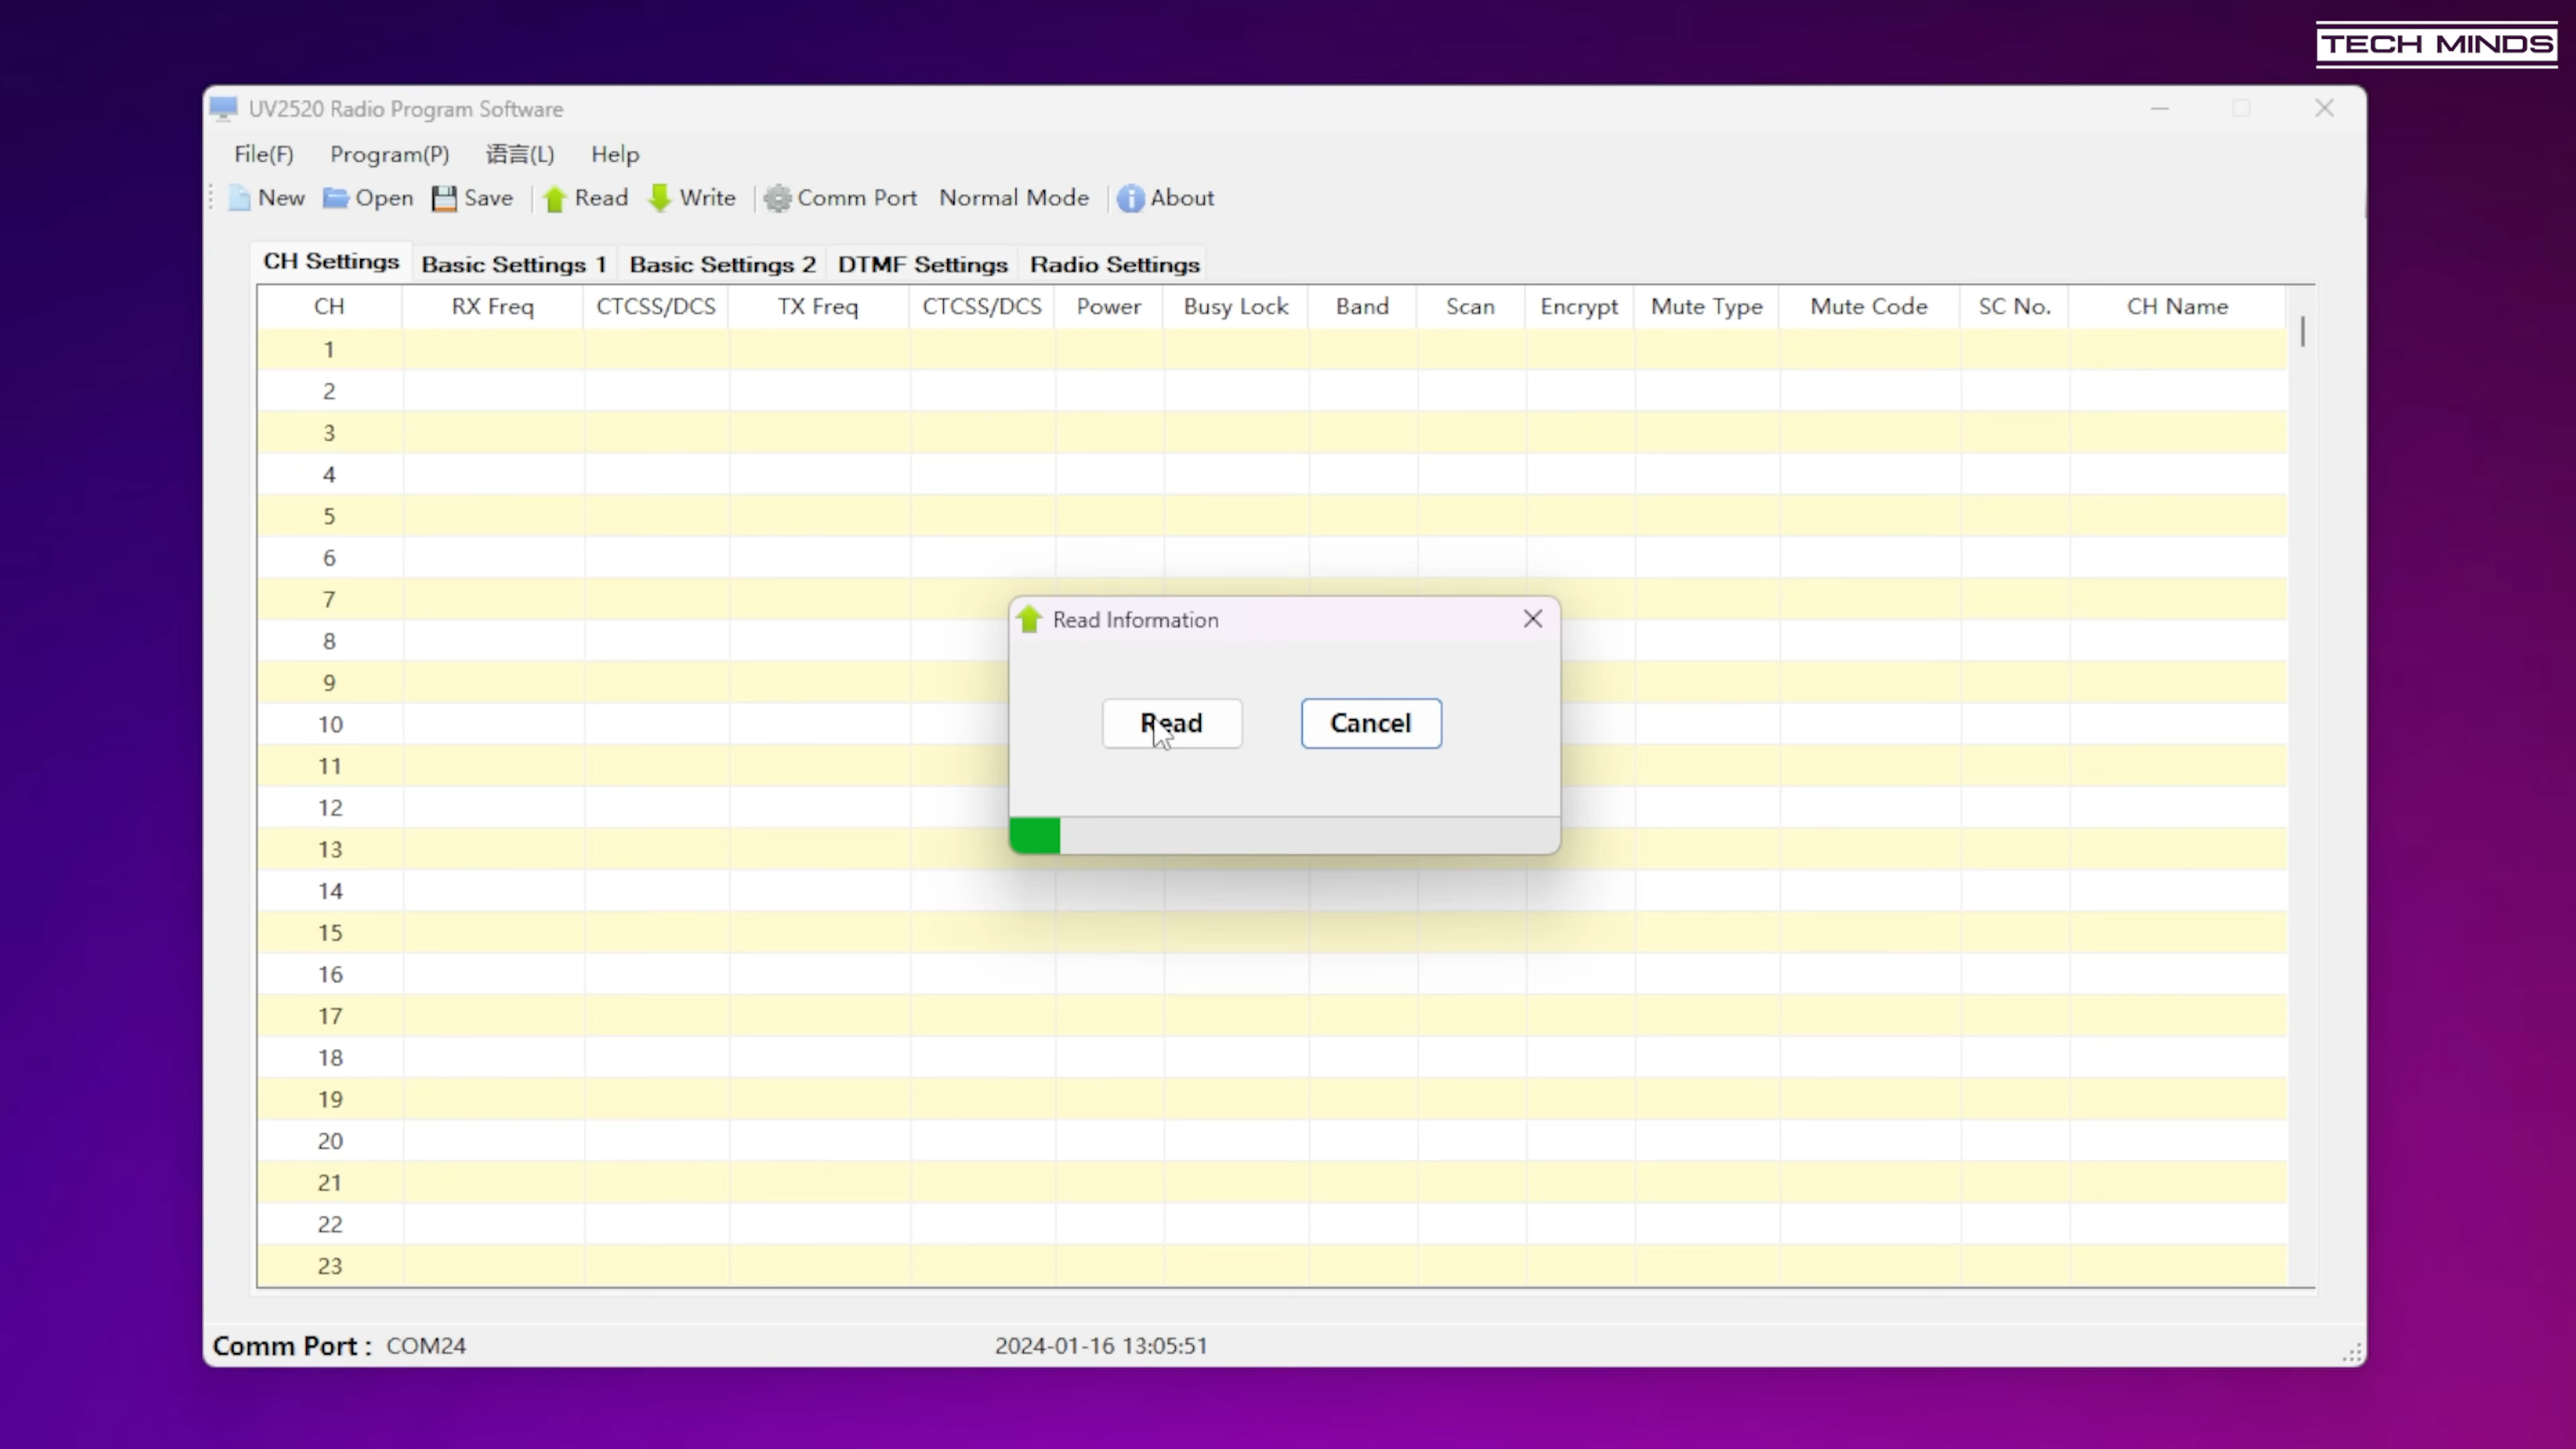 TECH MINDS
UV2520 Radio Program Software
File(F) Program(P) 语言(L) Help
New Open Save Read Write Comm Port Normal Mode About
CH Settings Basic Settings 1 Basic Settings 2 DTMF Settings Radio Settings
CH RX Freq CTCSS/DCS TX Freq CTCSS/DCS Power Busy Lock Band Scan Encrypt Mute Type Mute Code SC No. CH Name
1
2
3
4
5
6
7
Read Information
8
9
10
Read Cancel
11
12
13
14
15
16
17
18
19
20
21
22
23
Comm Port : COM24 2024-01-16 13:05:51